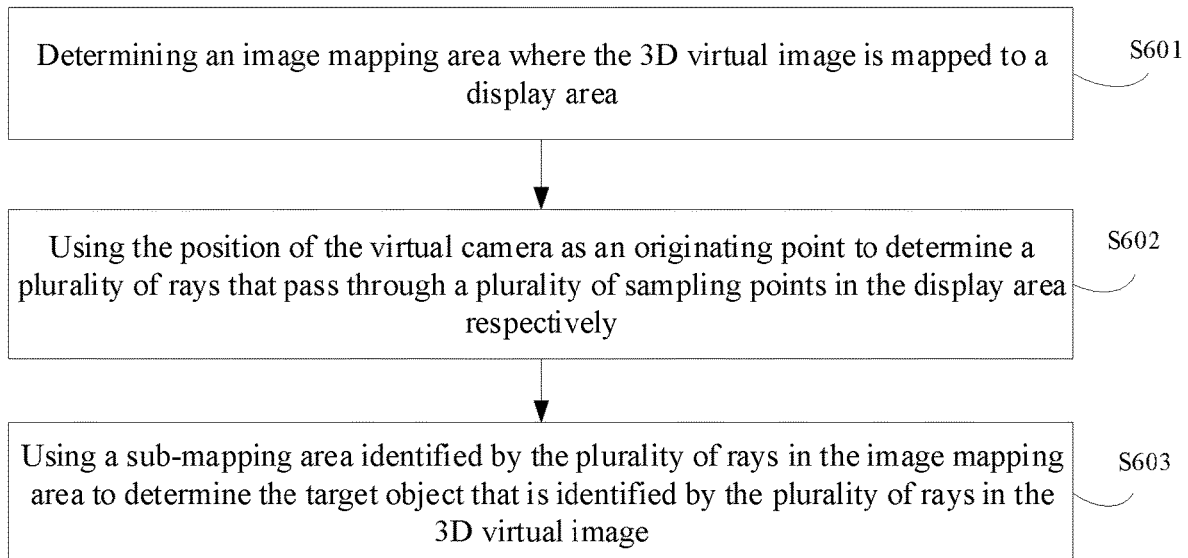 Determining an image mapping area where the 3D virtual image is mapped to a
display area
S601
Using the position of the virtual camera as an originating point to determine a
plurality of rays that pass through a plurality of sampling points in the display area
respectively
S602
Using a sub-mapping area identified by the plurality of rays in the image mapping
area to determine the target object that is identified by the plurality of rays in the
3D virtual image
S603